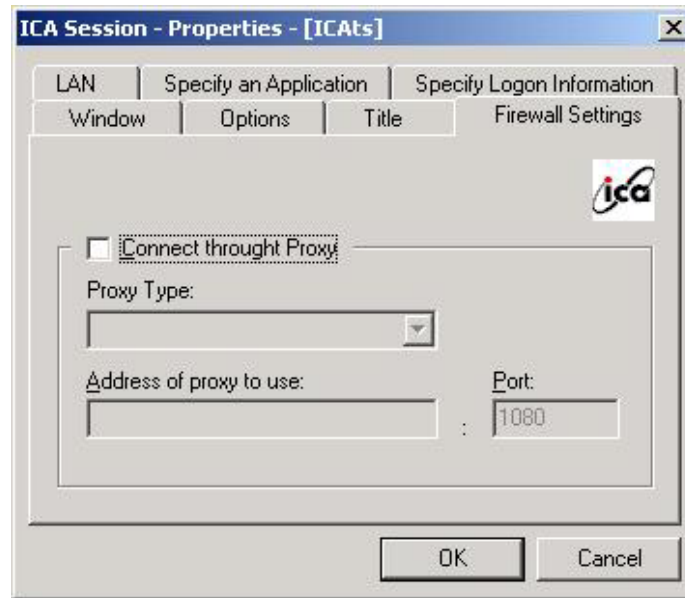 ICA Session - Properties - [ICAts]
LAN Specify an Application Specify Logon Information
Window Options Title Firewall Settings
ica
Connect throught Proxy
Proxy Type:
Address of proxy to use: Port:
: 1080
OK Cancel